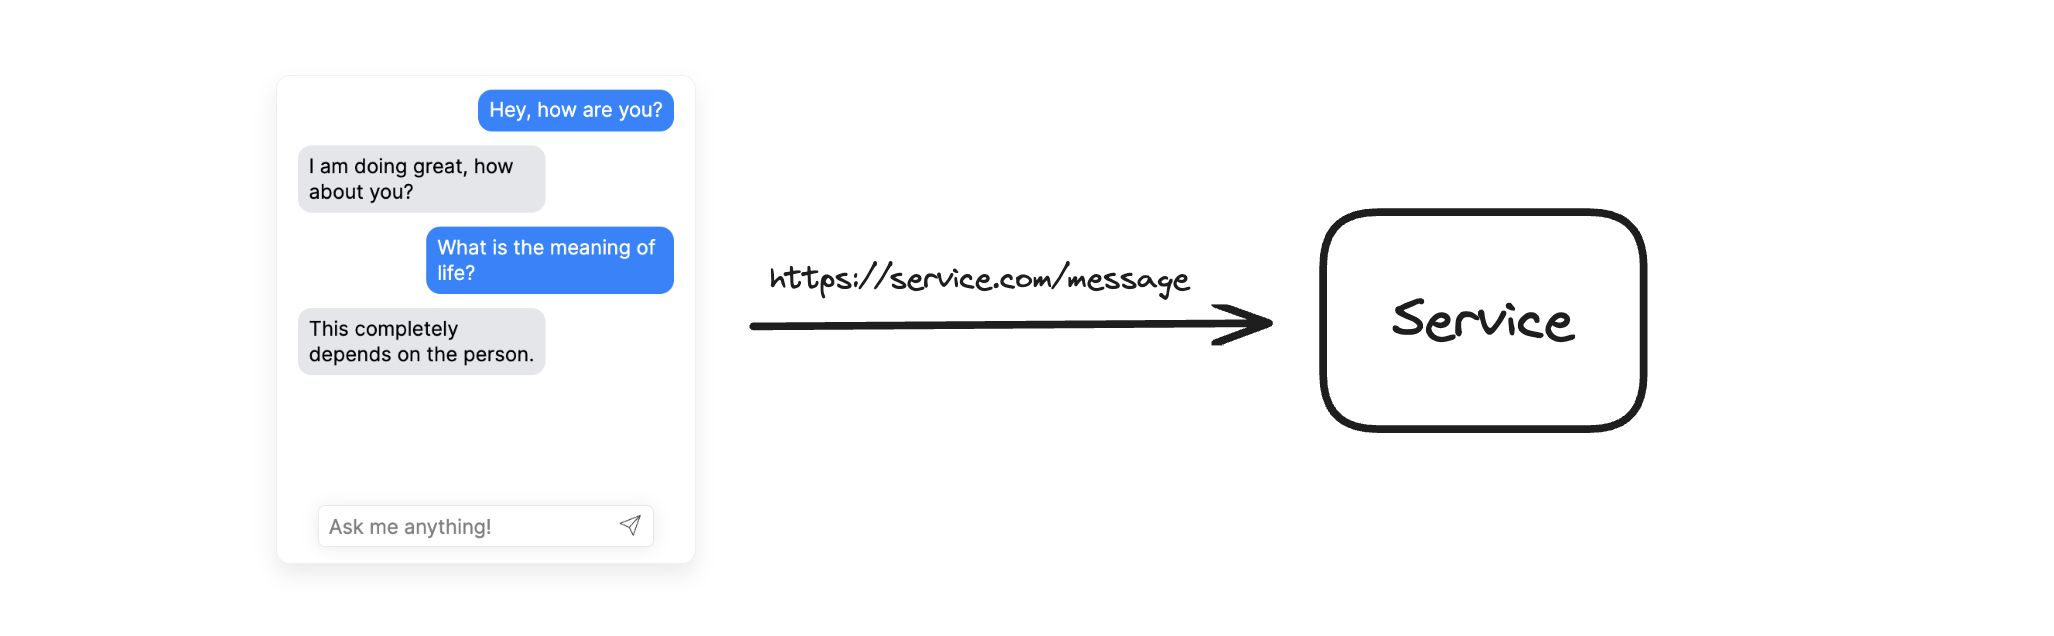 Hey, how are you?
I am doing great, how
about you?
What is the meaning of
life?
This completely
depends on the person.
Ask me anything!
https://service.com/message
Service